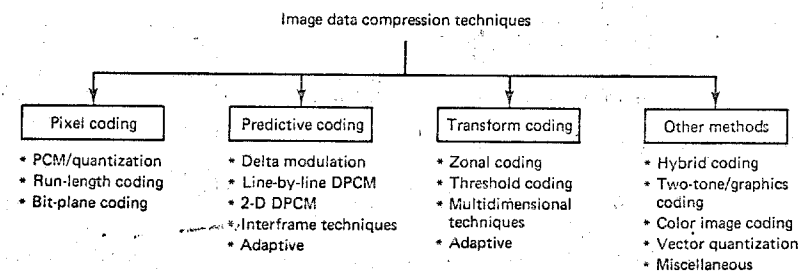 Image data compression techniques
Pixel coding
* PCM/quantization
* Run-length coding
* Bit-plane coding
Predictive coding
* Delta modulation
* Line-by-line DPCM
* 2-D DPCM
* Interframe techniques
* Adaptive
Transform coding
* Zonal coding
* Threshold coding
* Multidimensional
techniques
* Adaptive
Other methods
* Hybrid coding
* Two-tone/graphics
coding
* Color image coding
* Vector quantization
* Miscellaneous